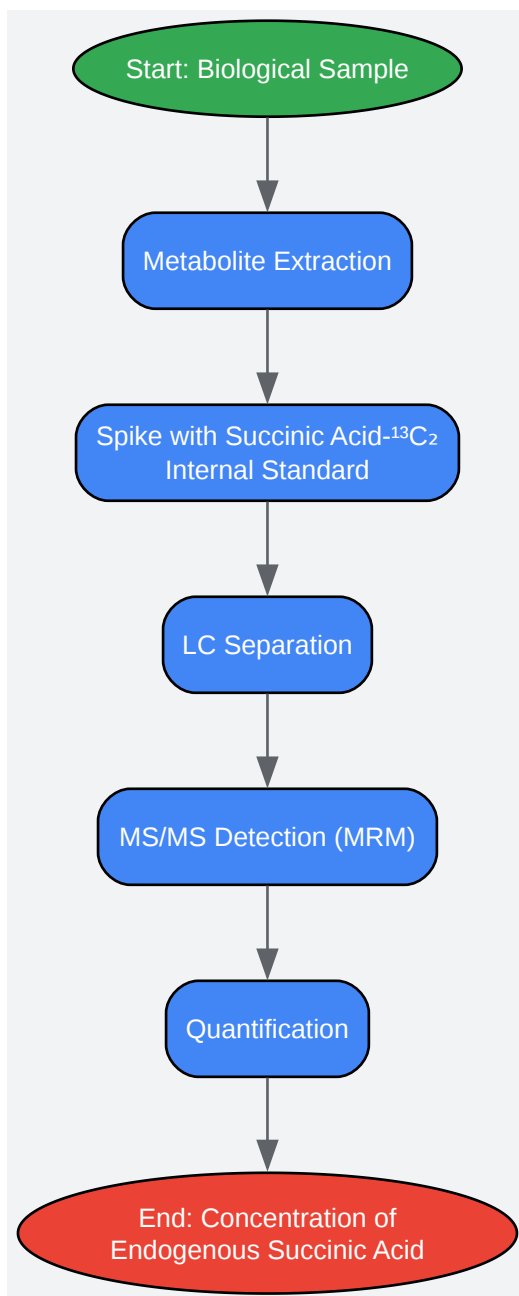 Start: Biological Sample
Metabolite Extraction
Spike with Succinic Acid-¹³C₂
Internal Standard
LC Separation
MS/MS Detection (MRM)
Quantification
End: Concentration of
Endogenous Succinic Acid